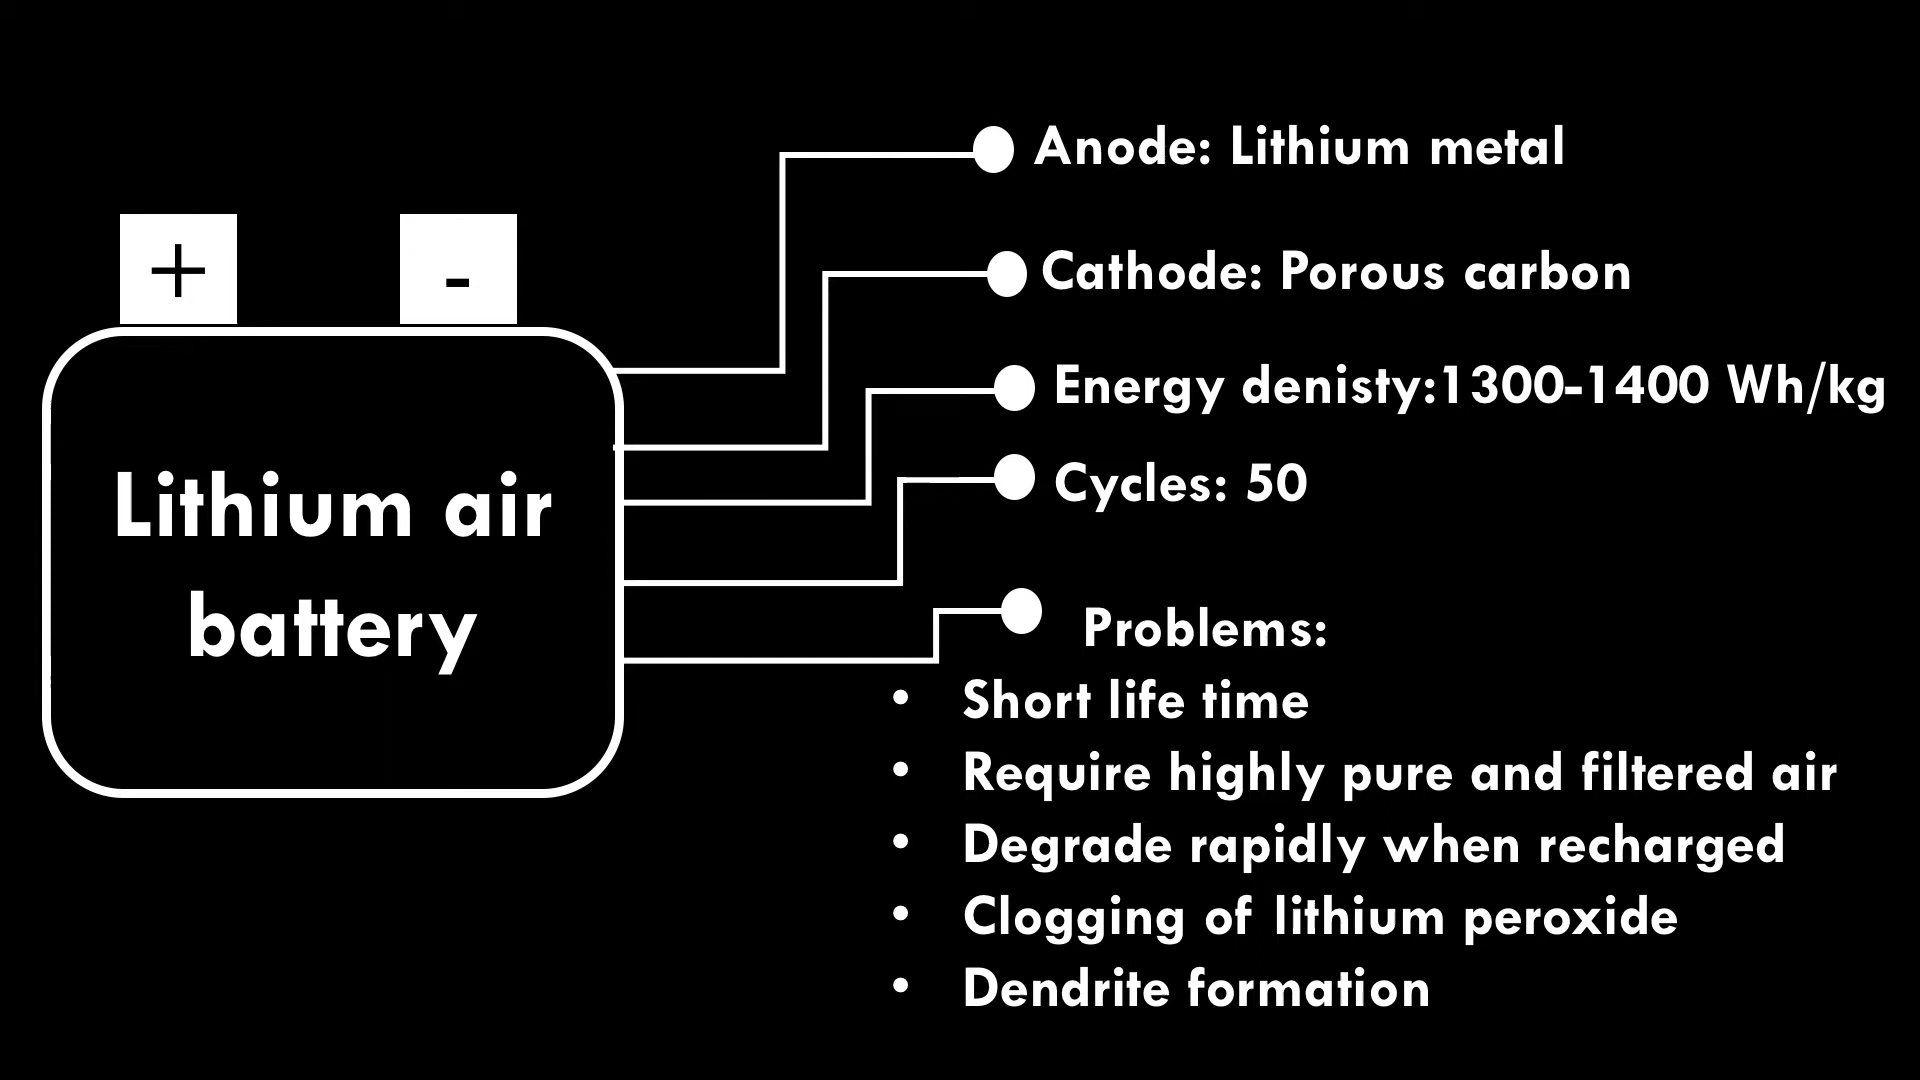 + -
Lithium air
battery
Anode: Lithium metal
Cathode: Porous carbon
Energy denisty:1300-1400 Wh/kg
Cycles: 50
Problems:
• Short life time
• Require highly pure and filtered air
• Degrade rapidly when recharged
• Clogging of lithium peroxide
• Dendrite formation